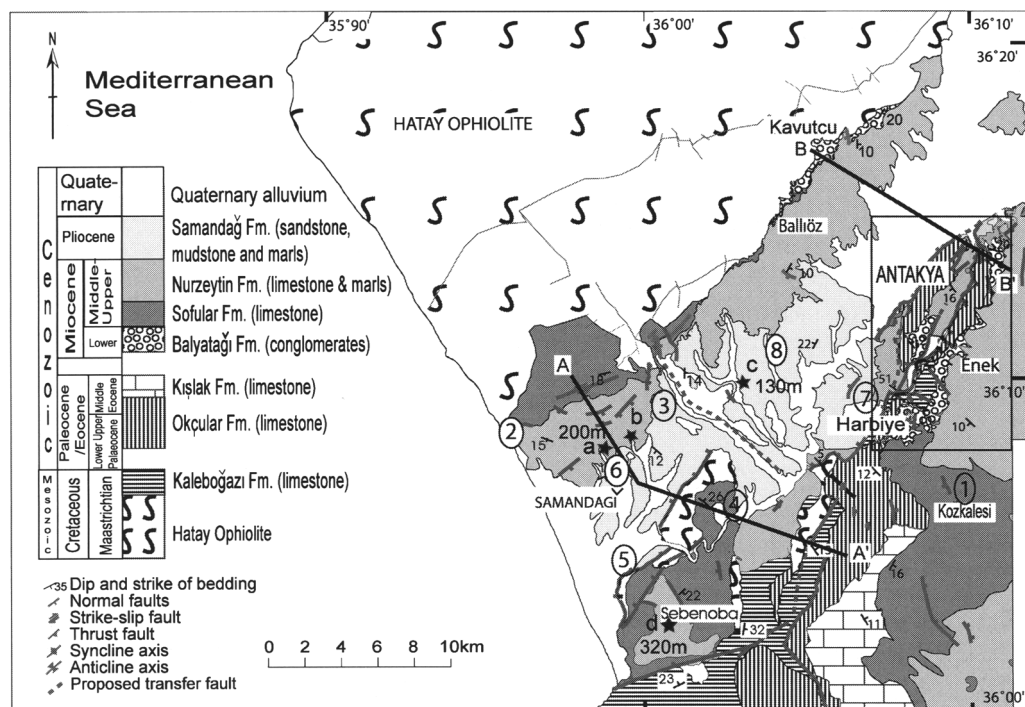 35°90'
36°00'
36°10'
36°20'
N
Mediterranean
Sea
HATAY OPHIOLITE
Kavutcu
B
20
10
Ballıöz
10
ANTAKYA
B'
16
Quater-
nary
Quaternary alluvium
Pliocene
Samandağ Fm. (sandstone,
mudstone and marls)
Cenozoic
Miocene
Middle-
Upper
Nurzeytin Fm. (limestone & marls)
Sofular Fm. (limestone)
Lower
Balyatağı Fm. (conglomerates)
Paleocene
/Eocene
Middle
Eocene
Kışlak Fm. (limestone)
Lower Upper
Palaeocene
Okçular Fm. (limestone)
Mesozoic
Cretaceous
Maastrichtian
Kaleboğazı Fm. (limestone)
Hatay Ophiolite
8
22
c
130m
Enek
36°10'
A
18
14
3
7
51
Harbiye
10
2
b
15
200m
a
6
12
SAMANDAGI
26
4
12
1
Kozkalesi
5
15
A'
16
22
Sebenoba
d
320m
32
11
23
36°00'
35 Dip and strike of bedding
Normal faults
Strike-slip fault
Thrust fault
Syncline axis
Anticline axis
Proposed transfer fault
0 2 4 6 8 10km